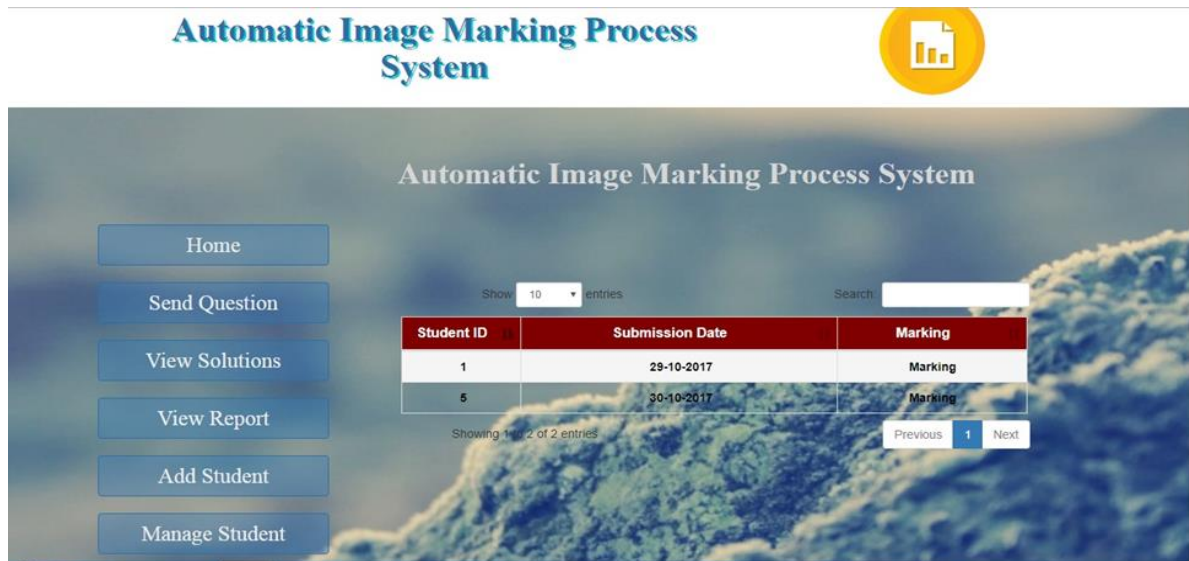 Automatic Image Marking Process
System
Automatic Image Marking Process System
Home
Send Question
View Solutions
View Report
Add Student
Manage Student
Show 10 entries Search:
Student ID Submission Date Marking
1 29-10-2017 Marking
5 30-10-2017 Marking
Showing 1 to 2 of 2 entries
Previous 1 Next